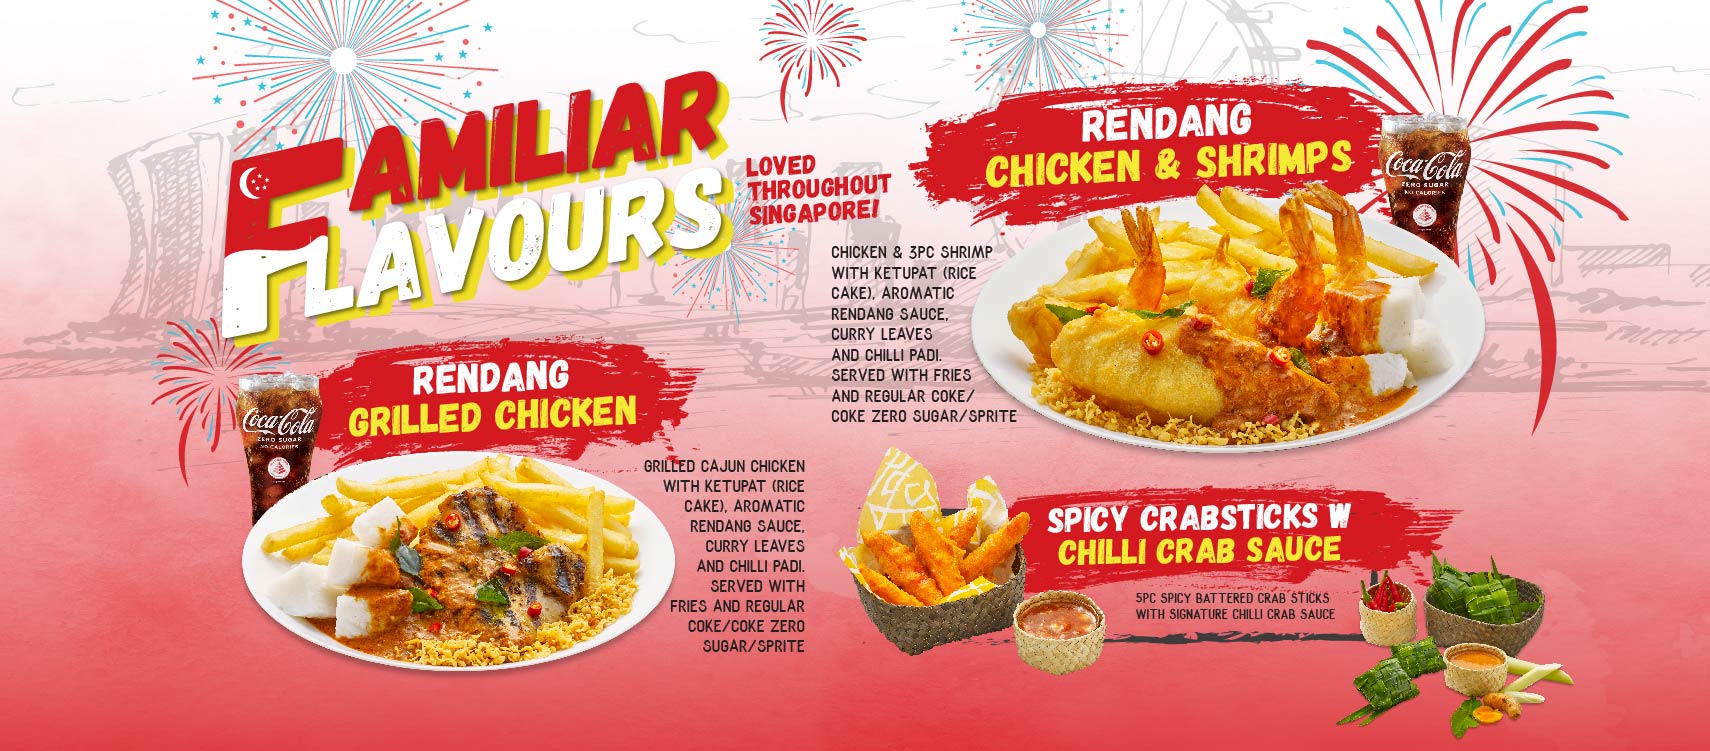 FAMILIAR
FLAVOURS
LOVED
THROUGHOUT
SINGAPORE!
RENDANG
CHICKEN & SHRIMPS
Coca-Cola
ZERO SUGAR
NO CALORIES
CHICKEN & 3PC SHRIMP
WITH KETUPAT (RICE
CAKE), AROMATIC
RENDANG SAUCE,
CURRY LEAVES
AND CHILLI PADI.
SERVED WITH FRIES
AND REGULAR COKE/
COKE ZERO SUGAR/SPRITE
RENDANG
GRILLED CHICKEN
Coca-Cola
ZERO SUGAR
NO CALORIES
GRILLED CAJUN CHICKEN
WITH KETUPAT (RICE
CAKE), AROMATIC
RENDANG SAUCE,
CURRY LEAVES
AND CHILLI PADI.
SERVED WITH
FRIES AND REGULAR
COKE/COKE ZERO
SUGAR/SPRITE
SPICY CRABSTICKS W
CHILLI CRAB SAUCE
5PC SPICY BATTERED CRAB STICKS
WITH SIGNATURE CHILLI CRAB SAUCE